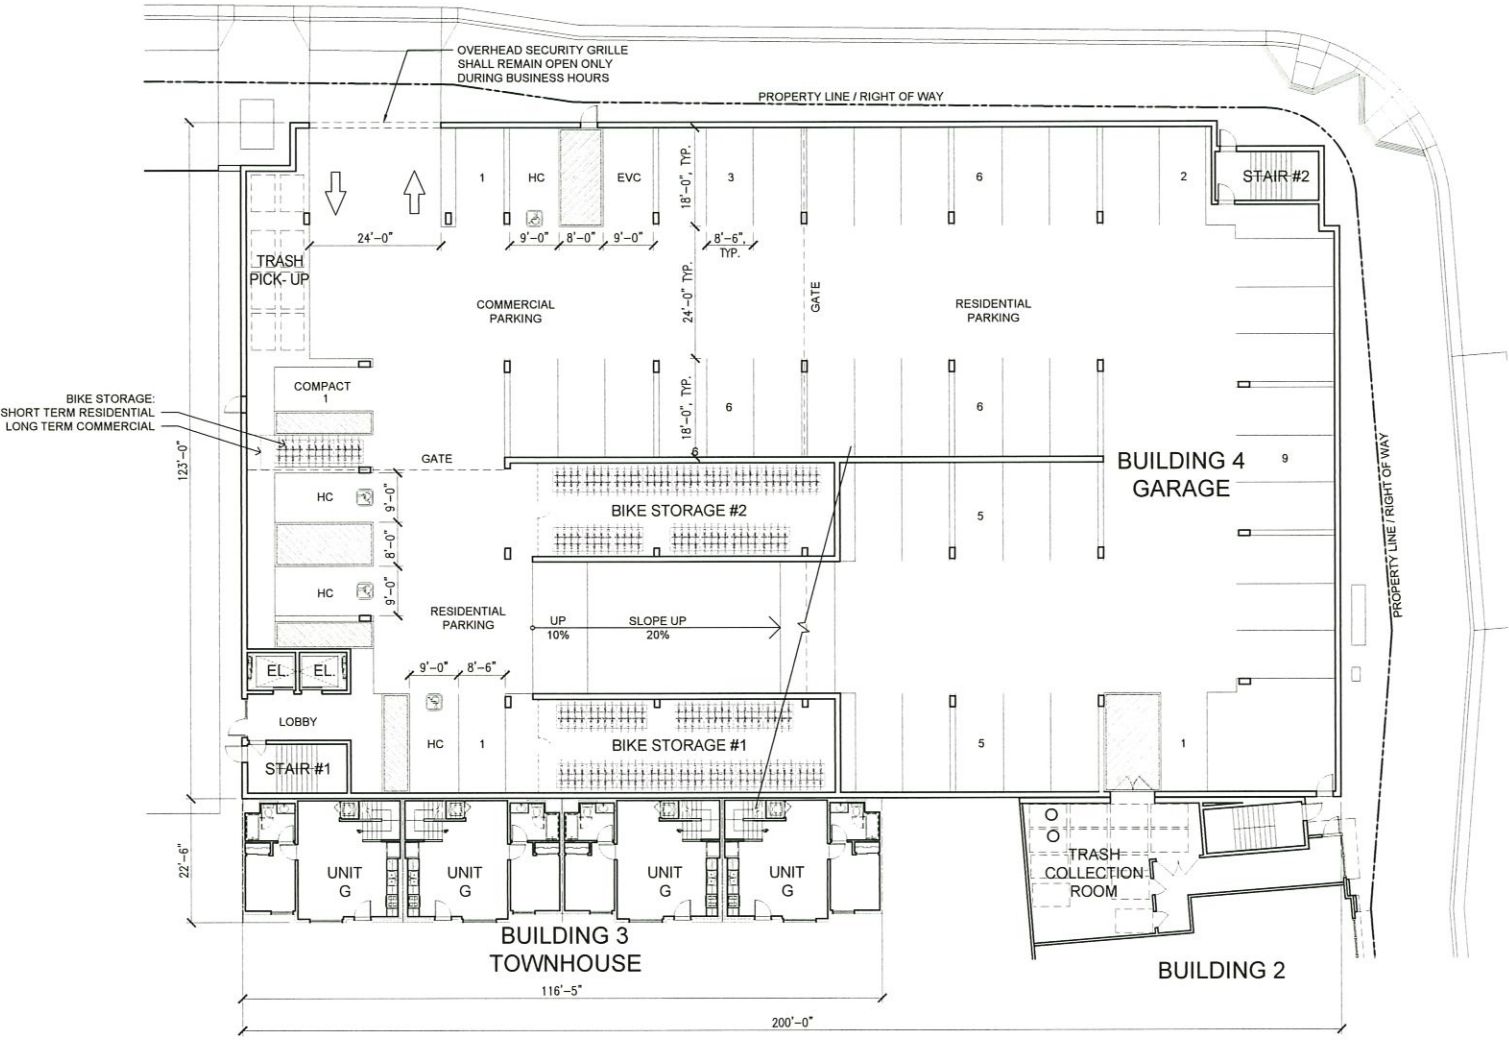 OVERHEAD SECURITY GRILLE
SHALL REMAIN OPEN ONLY
DURING BUSINESS HOURS
PROPERTY LINE / RIGHT OF WAY
1
HC
EVC
18'-0", TYP.
3
6
2
STAIR #2
24'-0"
9'-0"
8'-0"
9'-0"
8'-6",
TYP.
TRASH
PICK- UP
COMMERCIAL
PARKING
24'-0" TYP.
GATE
RESIDENTIAL
PARKING
COMPACT
1
BIKE STORAGE:
SHORT TERM RESIDENTIAL
LONG TERM COMMERCIAL
18'-0", TYP.
6
6
6
GATE
123'-0"
BUILDING 4
GARAGE
9
PROPERTY LINE / RIGHT OF WAY
HC
9'-0"
BIKE STORAGE #2
5
8'-0"
HC
9'-0"
RESIDENTIAL
PARKING
UP
10%
SLOPE UP
20%
EL.
EL.
9'-0"
8'-6"
LOBBY
HC
1
BIKE STORAGE #1
5
1
STAIR #1
22'-6"
UNIT
G
UNIT
G
UNIT
G
UNIT
G
TRASH
COLLECTION
ROOM
BUILDING 3
TOWNHOUSE
BUILDING 2
116'-5"
200'-0"